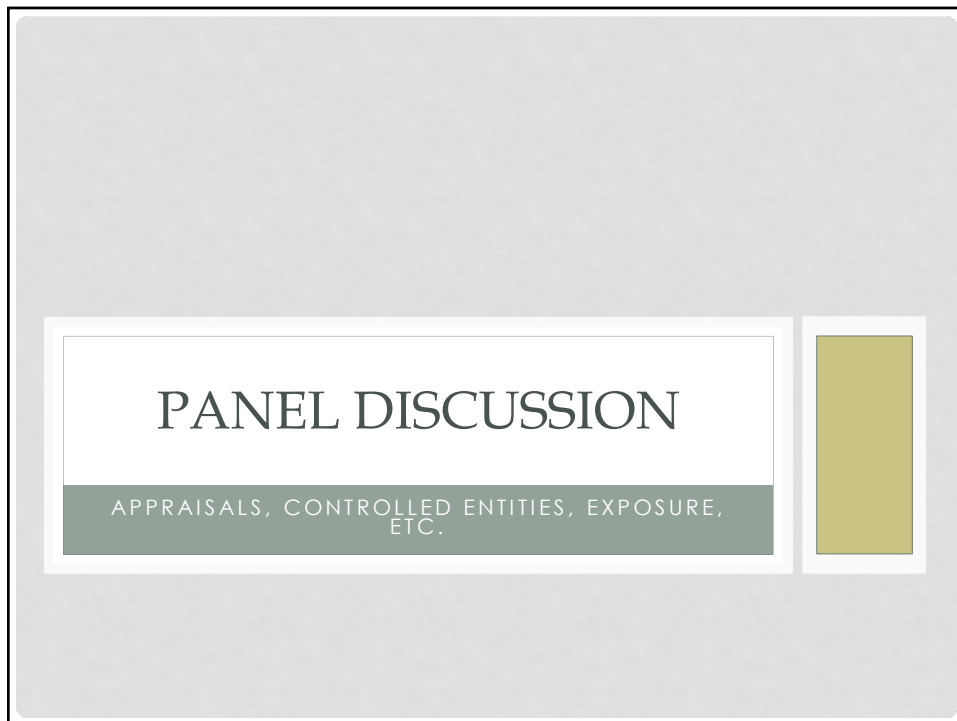 PANEL DISCUSSION
APPRAISALS, CONTROLLED ENTITIES, EXPOSURE,
ETC.